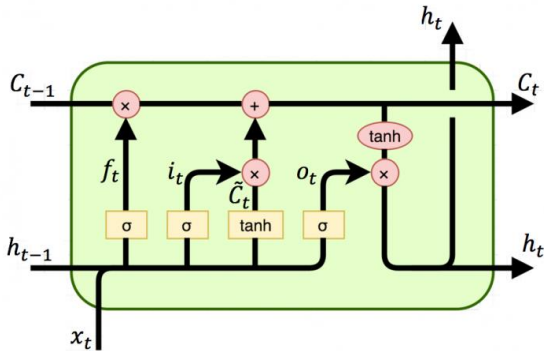 h_t
C_{t-1} × + C_t
tanh
f_t i_t × o_t ×
C̃_t
σ σ tanh σ
h_{t-1} h_t
x_t